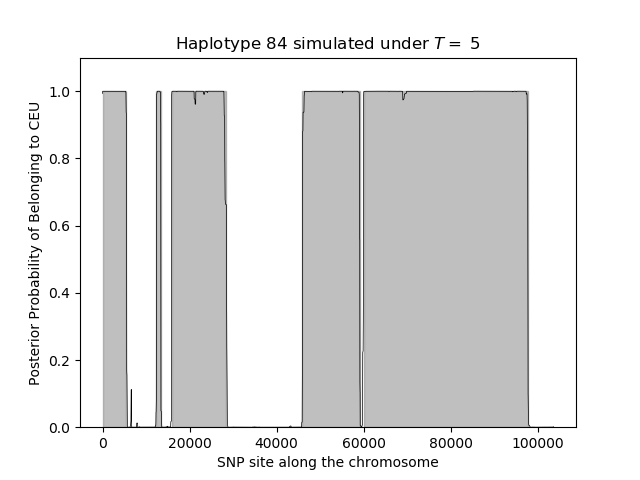 Haplotype 84 simulated under T = 5
Posterior Probability of Belonging to CEU
1.0
0.8
0.6
0.4
0.2
0.0
0 20000 40000 60000 80000 100000
SNP site along the chromosome